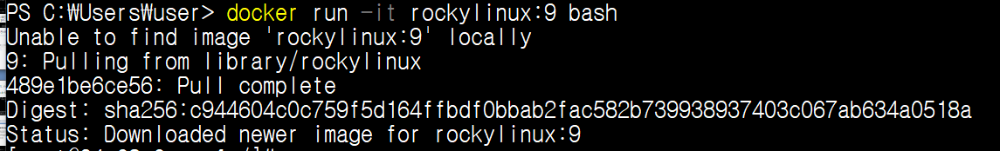 PS C:₩Users₩user> docker run -it rockylinux:9 bash
Unable to find image 'rockylinux:9' locally
9: Pulling from library/rockylinux
489e1be6ce56: Pull complete
Digest: sha256:c944604c0c759f5d164ffbdf0bbab2fac582b739938937403c067ab634a0518a
Status: Downloaded newer image for rockylinux:9